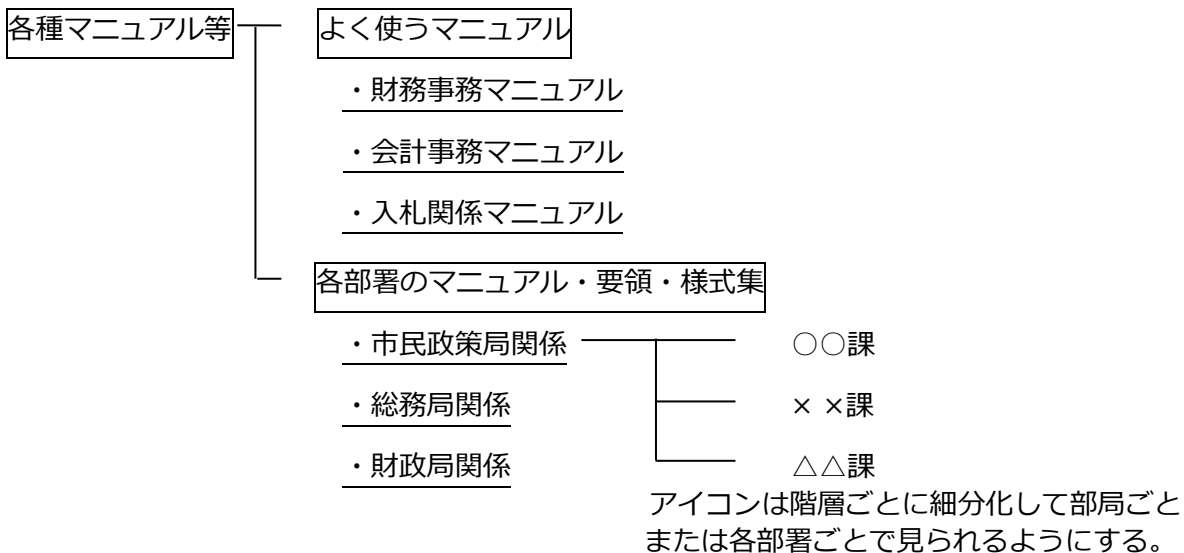 各種マニュアル等
よく使うマニュアル
・財務事務マニュアル
・会計事務マニュアル
・入札関係マニュアル
各部署のマニュアル・要領・様式集
・市民政策局関係
○○課
・総務局関係
× ×課
・財政局関係
△△課
アイコンは階層ごとに細分化して部局ごと
または各部署ごとで見られるようにする。